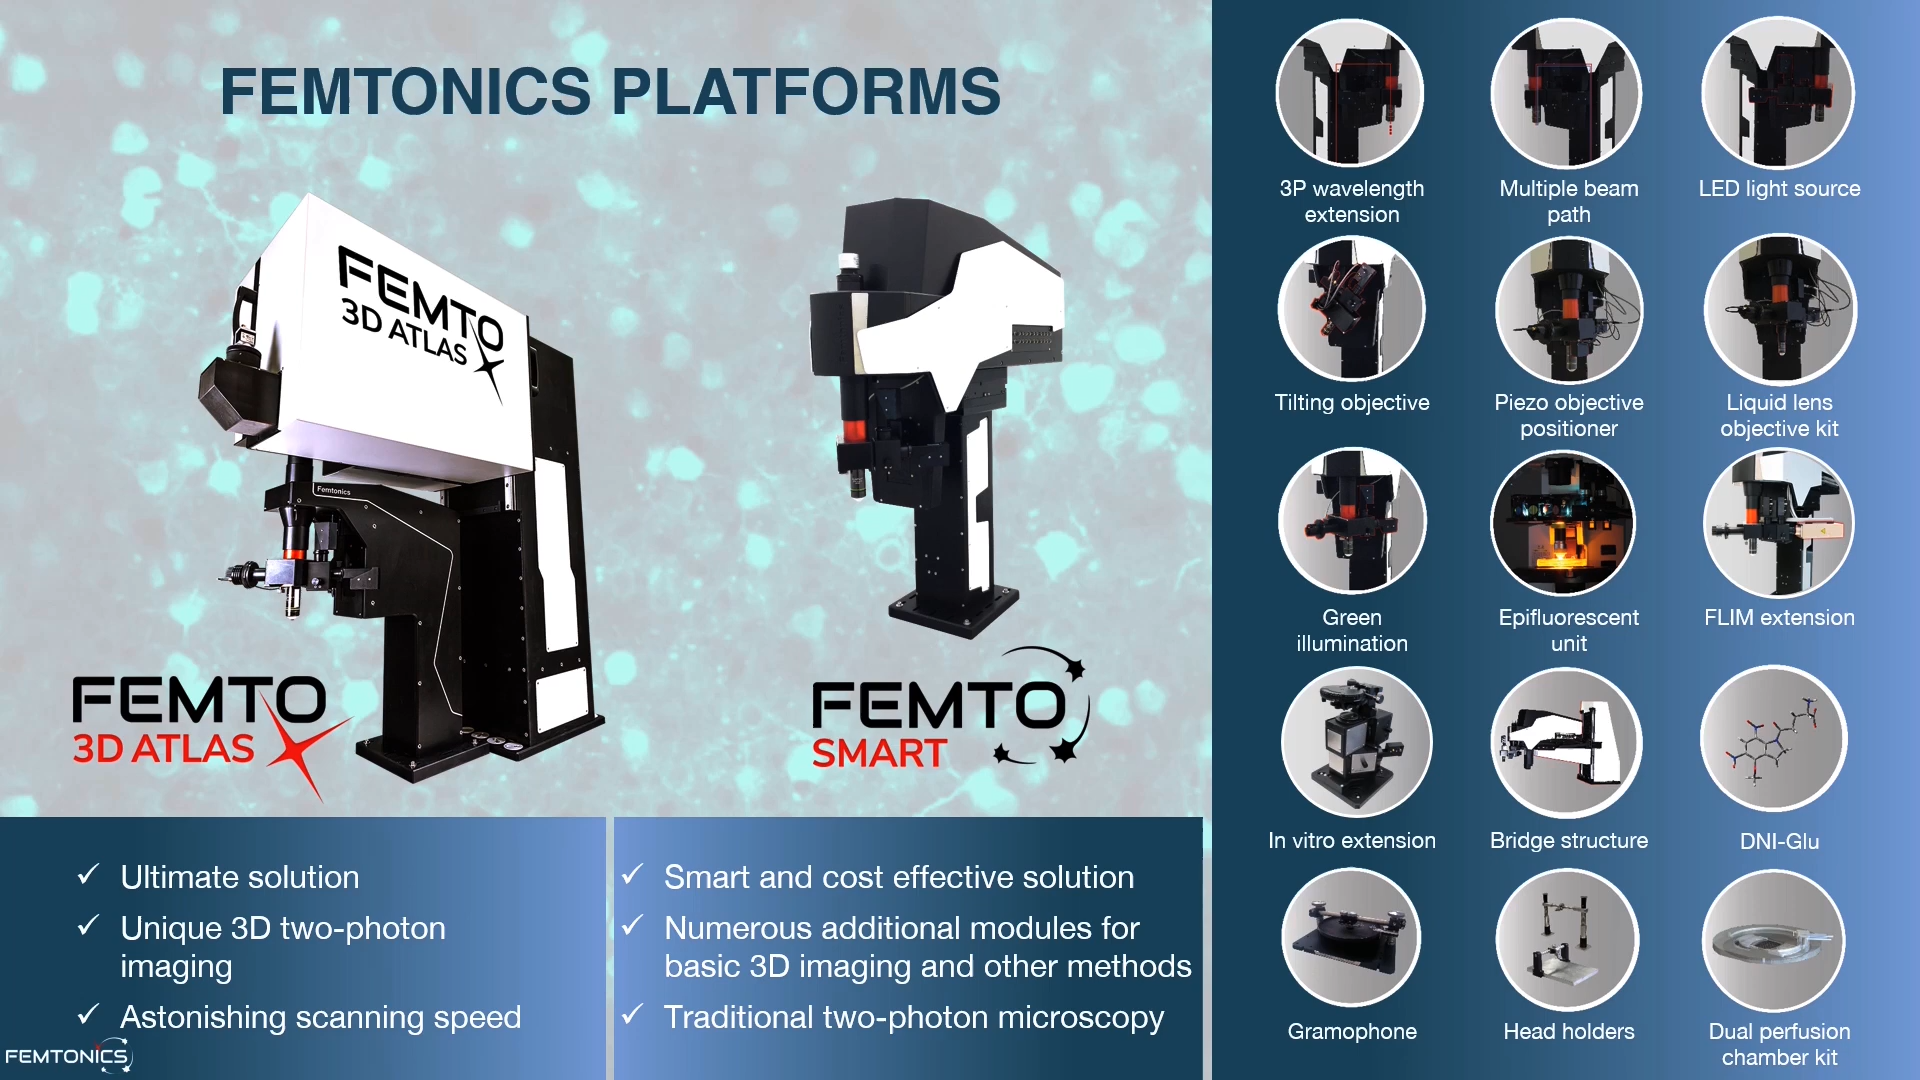 FEMTONICS PLATFORMS
FEMTO
3D ATLAS
Femtonics
FEMTO
3D ATLAS
FEMTO
SMART
Ultimate solution
Unique 3D two-photon
imaging
Astonishing scanning speed
Smart and cost effective solution
Numerous additional modules for
basic 3D imaging and other methods
Traditional two-photon microscopy
FEMTONICS
3P wavelength
extension
Multiple beam
path
LED light source
Tilting objective
Piezo objective
positioner
Liquid lens
objective kit
Green
illumination
Epifluorescent
unit
FLIM extension
In vitro extension
Bridge structure
DNI-Glu
Gramophone
Head holders
Dual perfusion
chamber kit